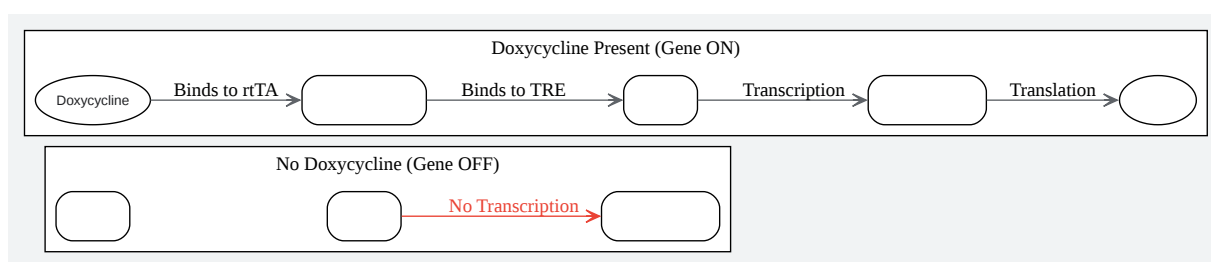 Doxycycline Present (Gene ON)
Doxycycline
Binds to rtTA
Binds to TRE
Transcription
Translation
No Doxycycline (Gene OFF)
No Transcription